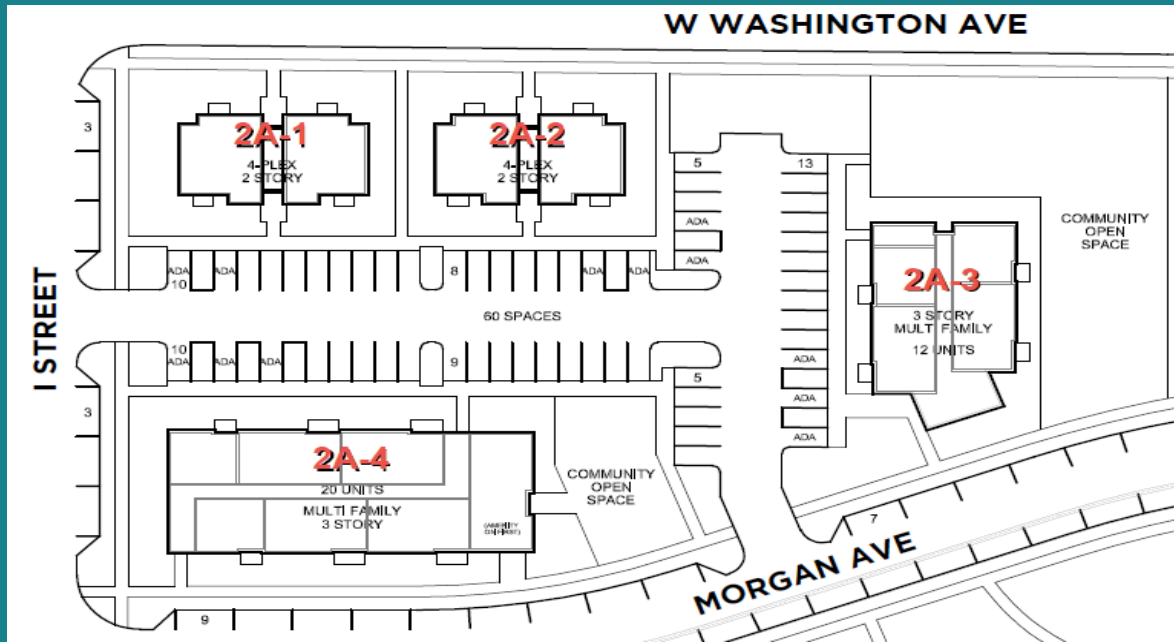 W WASHINGTON AVE
3
2A-1
4-PLEX
2 STORY
2A-2
4-PLEX
2 STORY
5
13
ADA
ADA
COMMUNITY
OPEN
SPACE
I STREET
ADA
ADA
10
8
ADA
ADA
2A-3
3 STORY
MULTI FAMILY
12 UNITS
60 SPACES
10
ADA
ADA
ADA
9
ADA
5
ADA
ADA
3
2A-4
20 UNITS
MULTI FAMILY
3 STORY
(AMENITY
ON FIRST)
COMMUNITY
OPEN
SPACE
7
MORGAN AVE
9